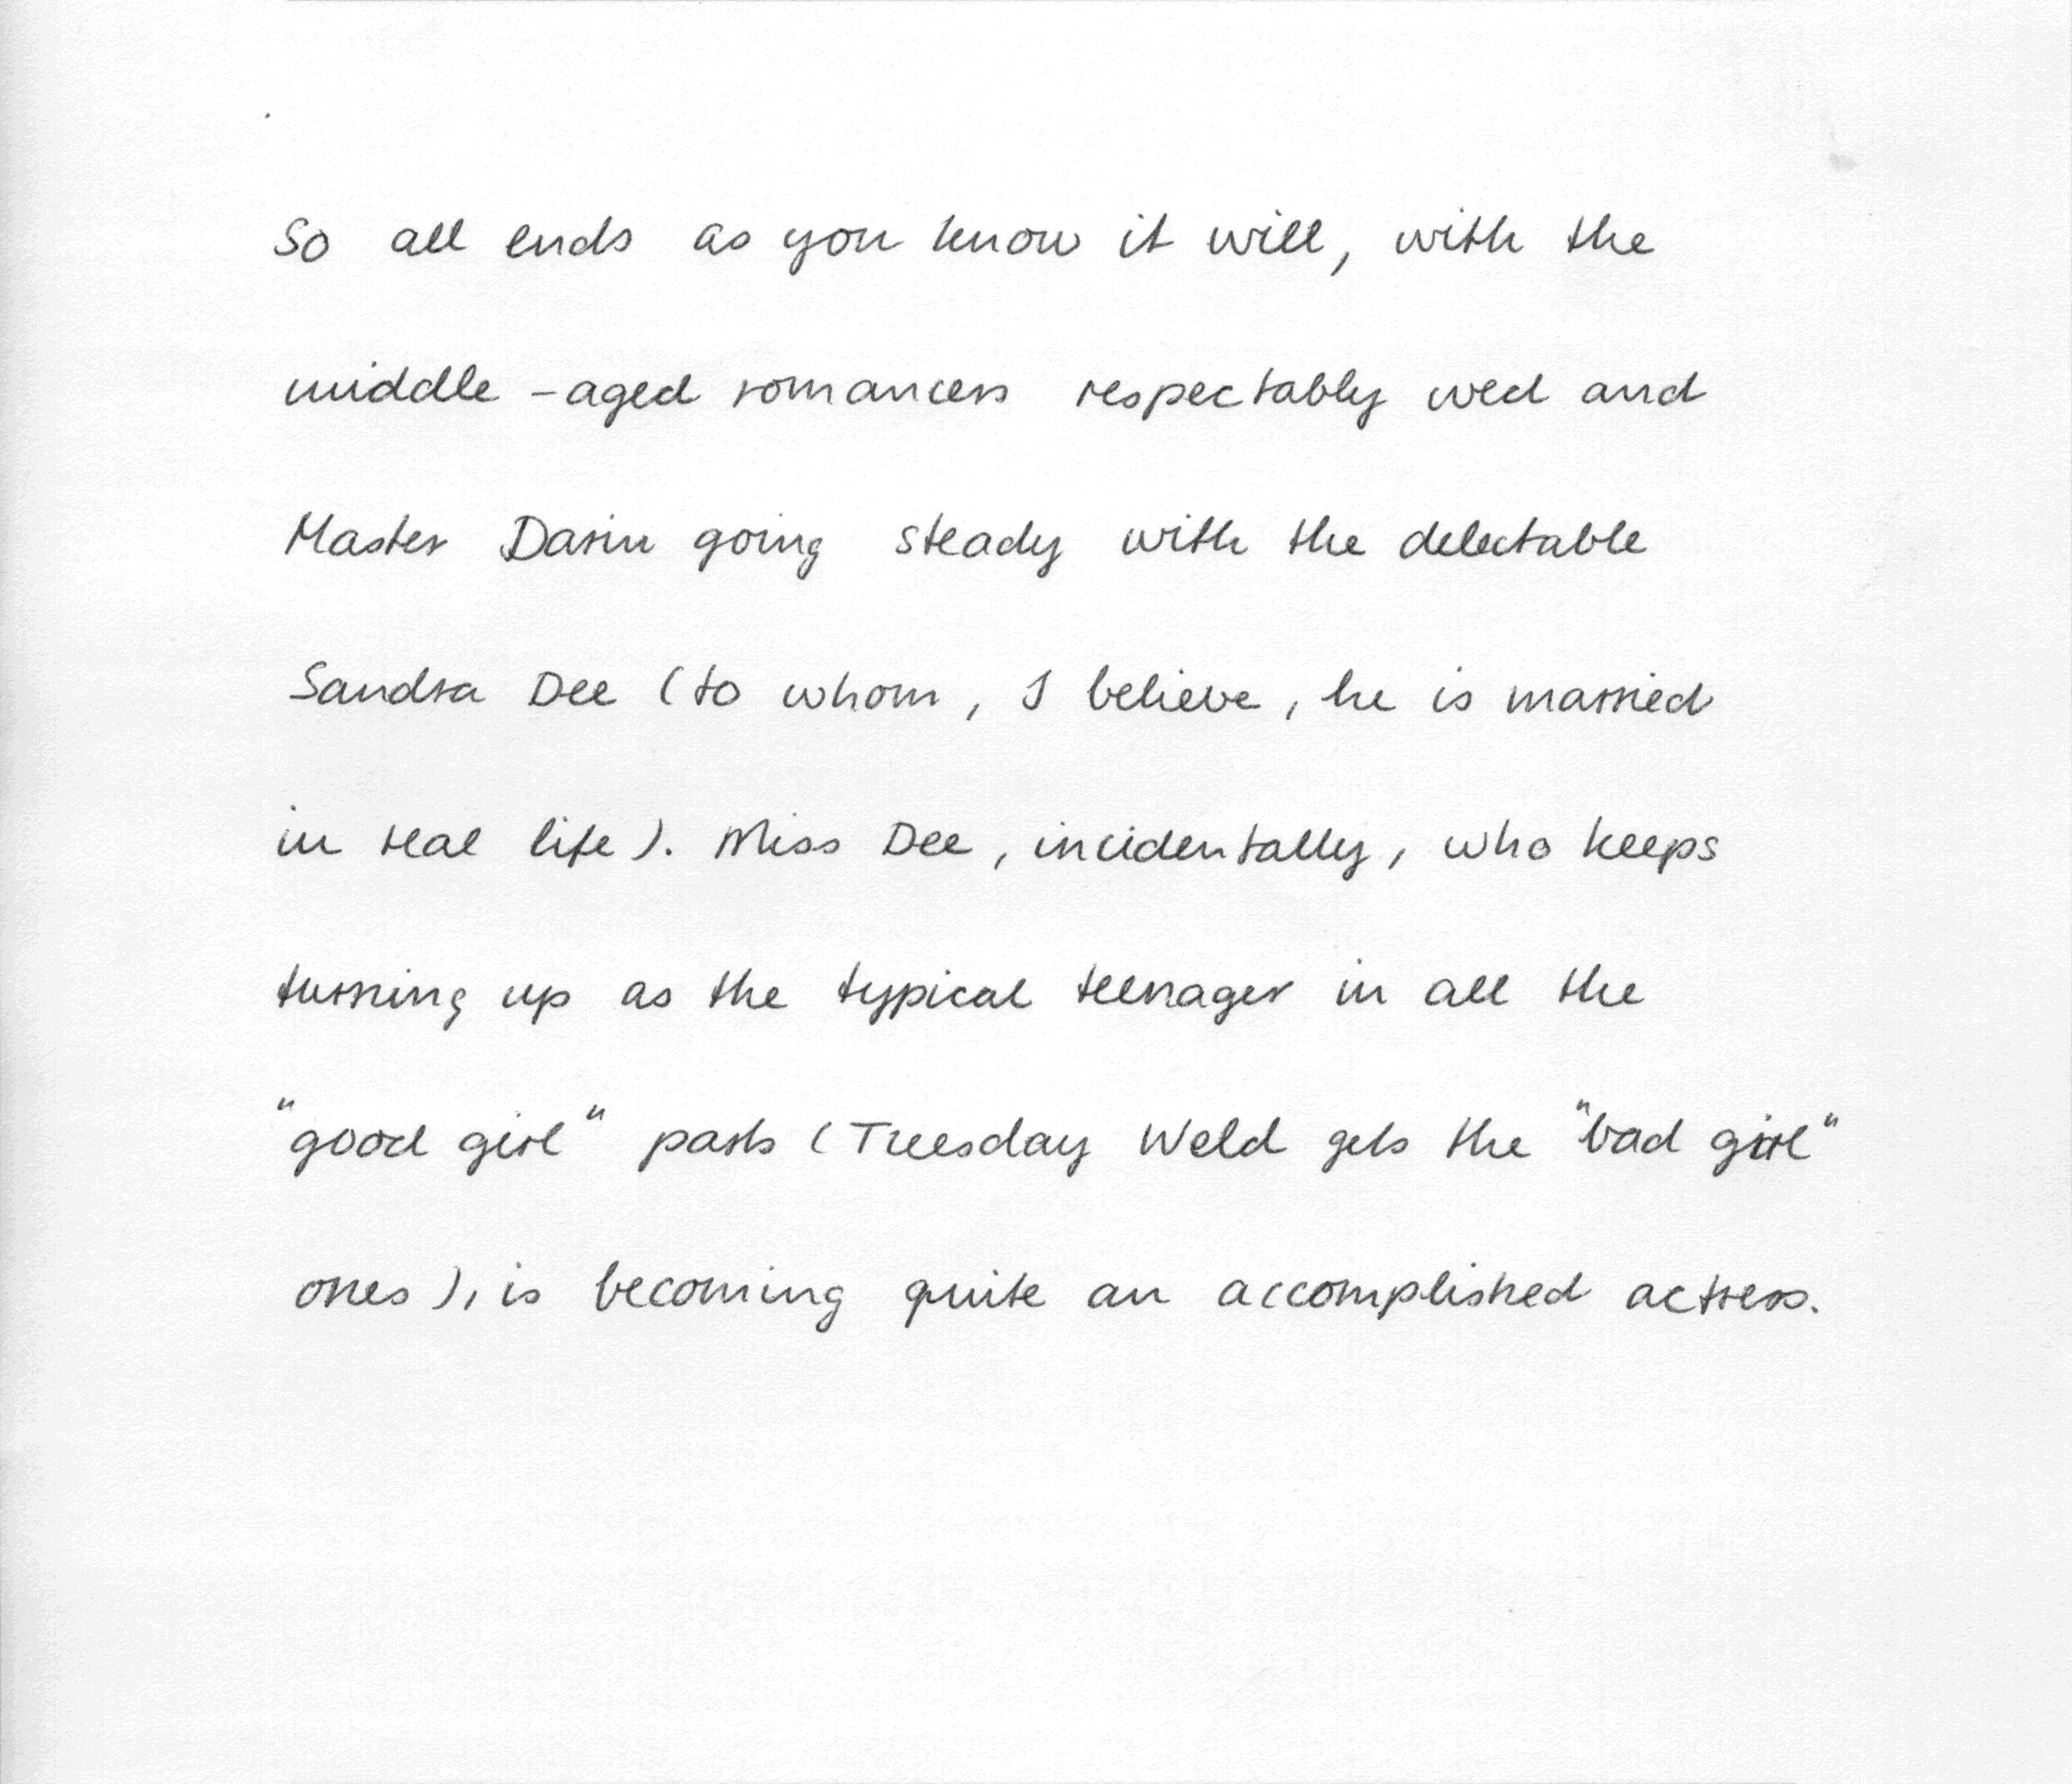 So all ends as you know it will, with the
middle-aged romancers respectably wed and
Master Darin going steady with the delectable
Sandra Dee (to whom, I believe, he is married
in real life). Miss Dee, incidentally, who keeps
turning up as the typical teenager in all the
"good girl" parts (Tuesday Weld gets the "bad girl"
ones), is becoming quite an accomplished actress.